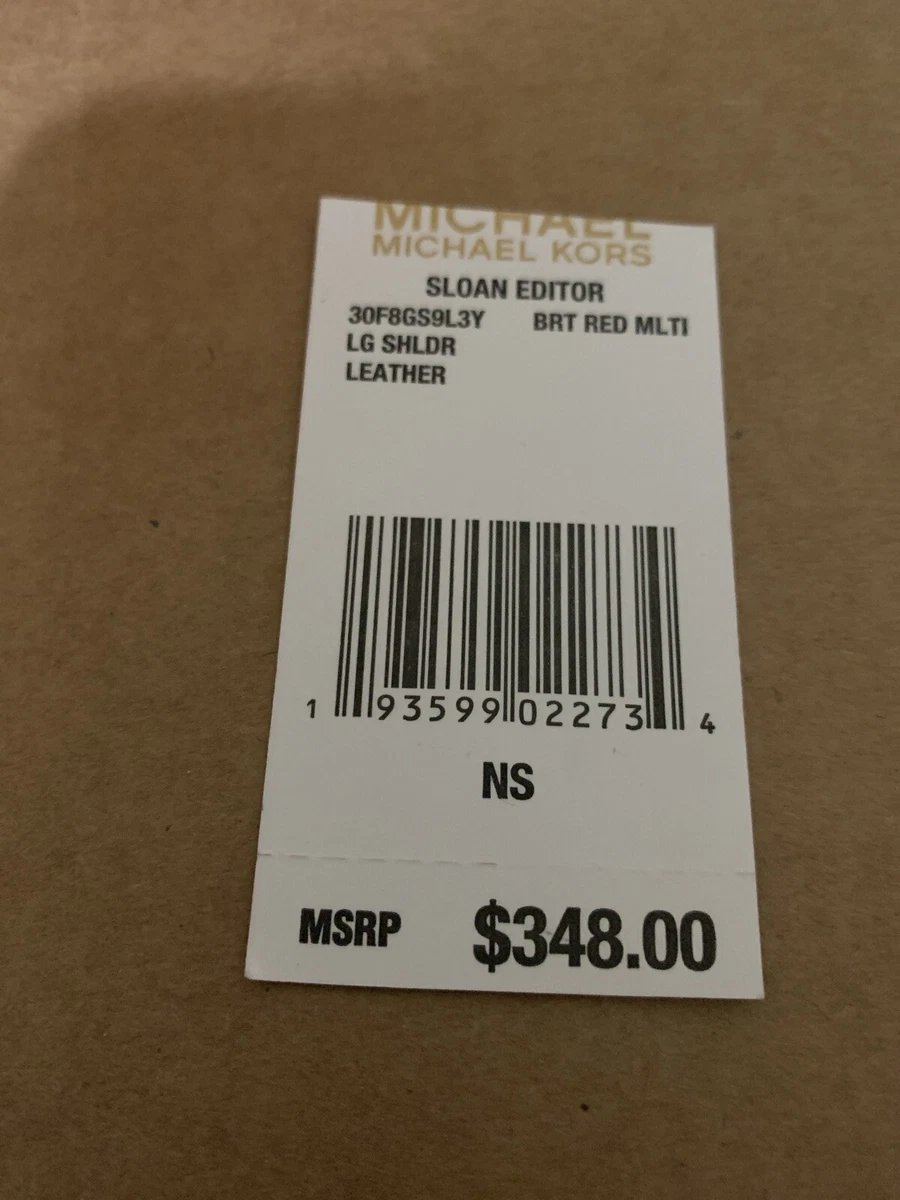 MICHAEL
MICHAEL KORS
SLOAN EDITOR
30F8GS9L3Y BRT RED MLTI
LG SHLDR
LEATHER
1 93599 02273 4
NS
MSRP $348.00